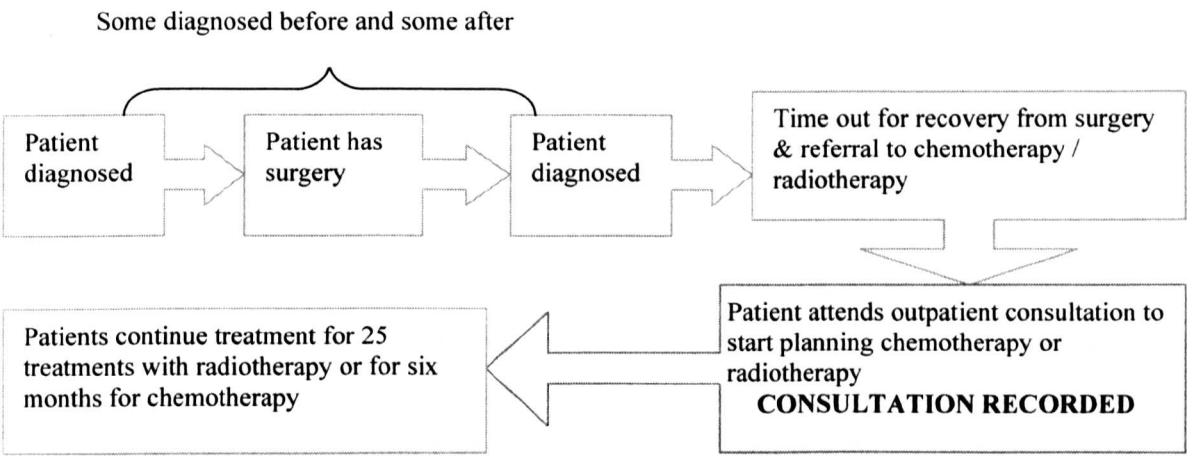 Some diagnosed before and some after
Patient
diagnosed
Patient has
surgery
Patient
diagnosed
Time out for recovery from surgery
& referral to chemotherapy /
radiotherapy
Patient attends outpatient consultation to
start planning chemotherapy or
radiotherapy
CONSULTATION RECORDED
Patients continue treatment for 25
treatments with radiotherapy or for six
months for chemotherapy